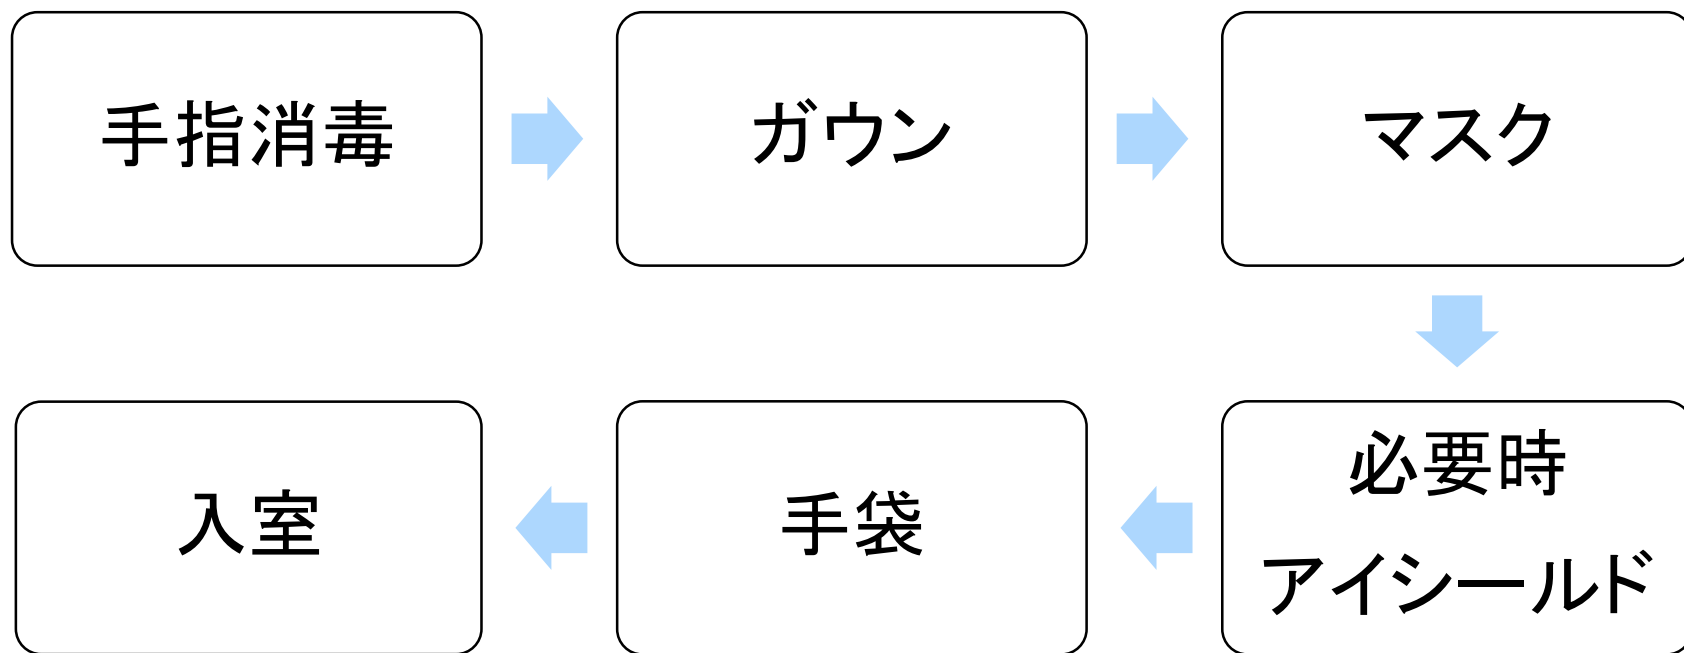 手指消毒
ガウン
マスク
必要時
アイシールド
手袋
入室